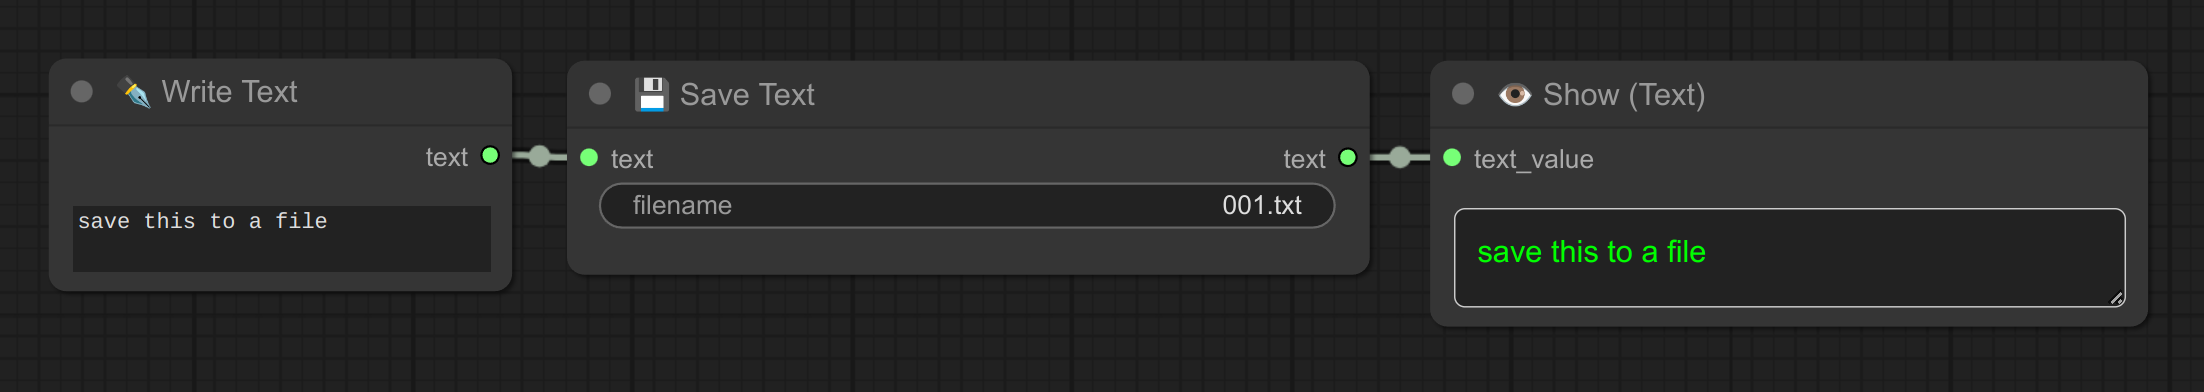 Write Text
text
save this to a file
Save Text
text
text
filename
001.txt
Show (Text)
text_value
save this to a file